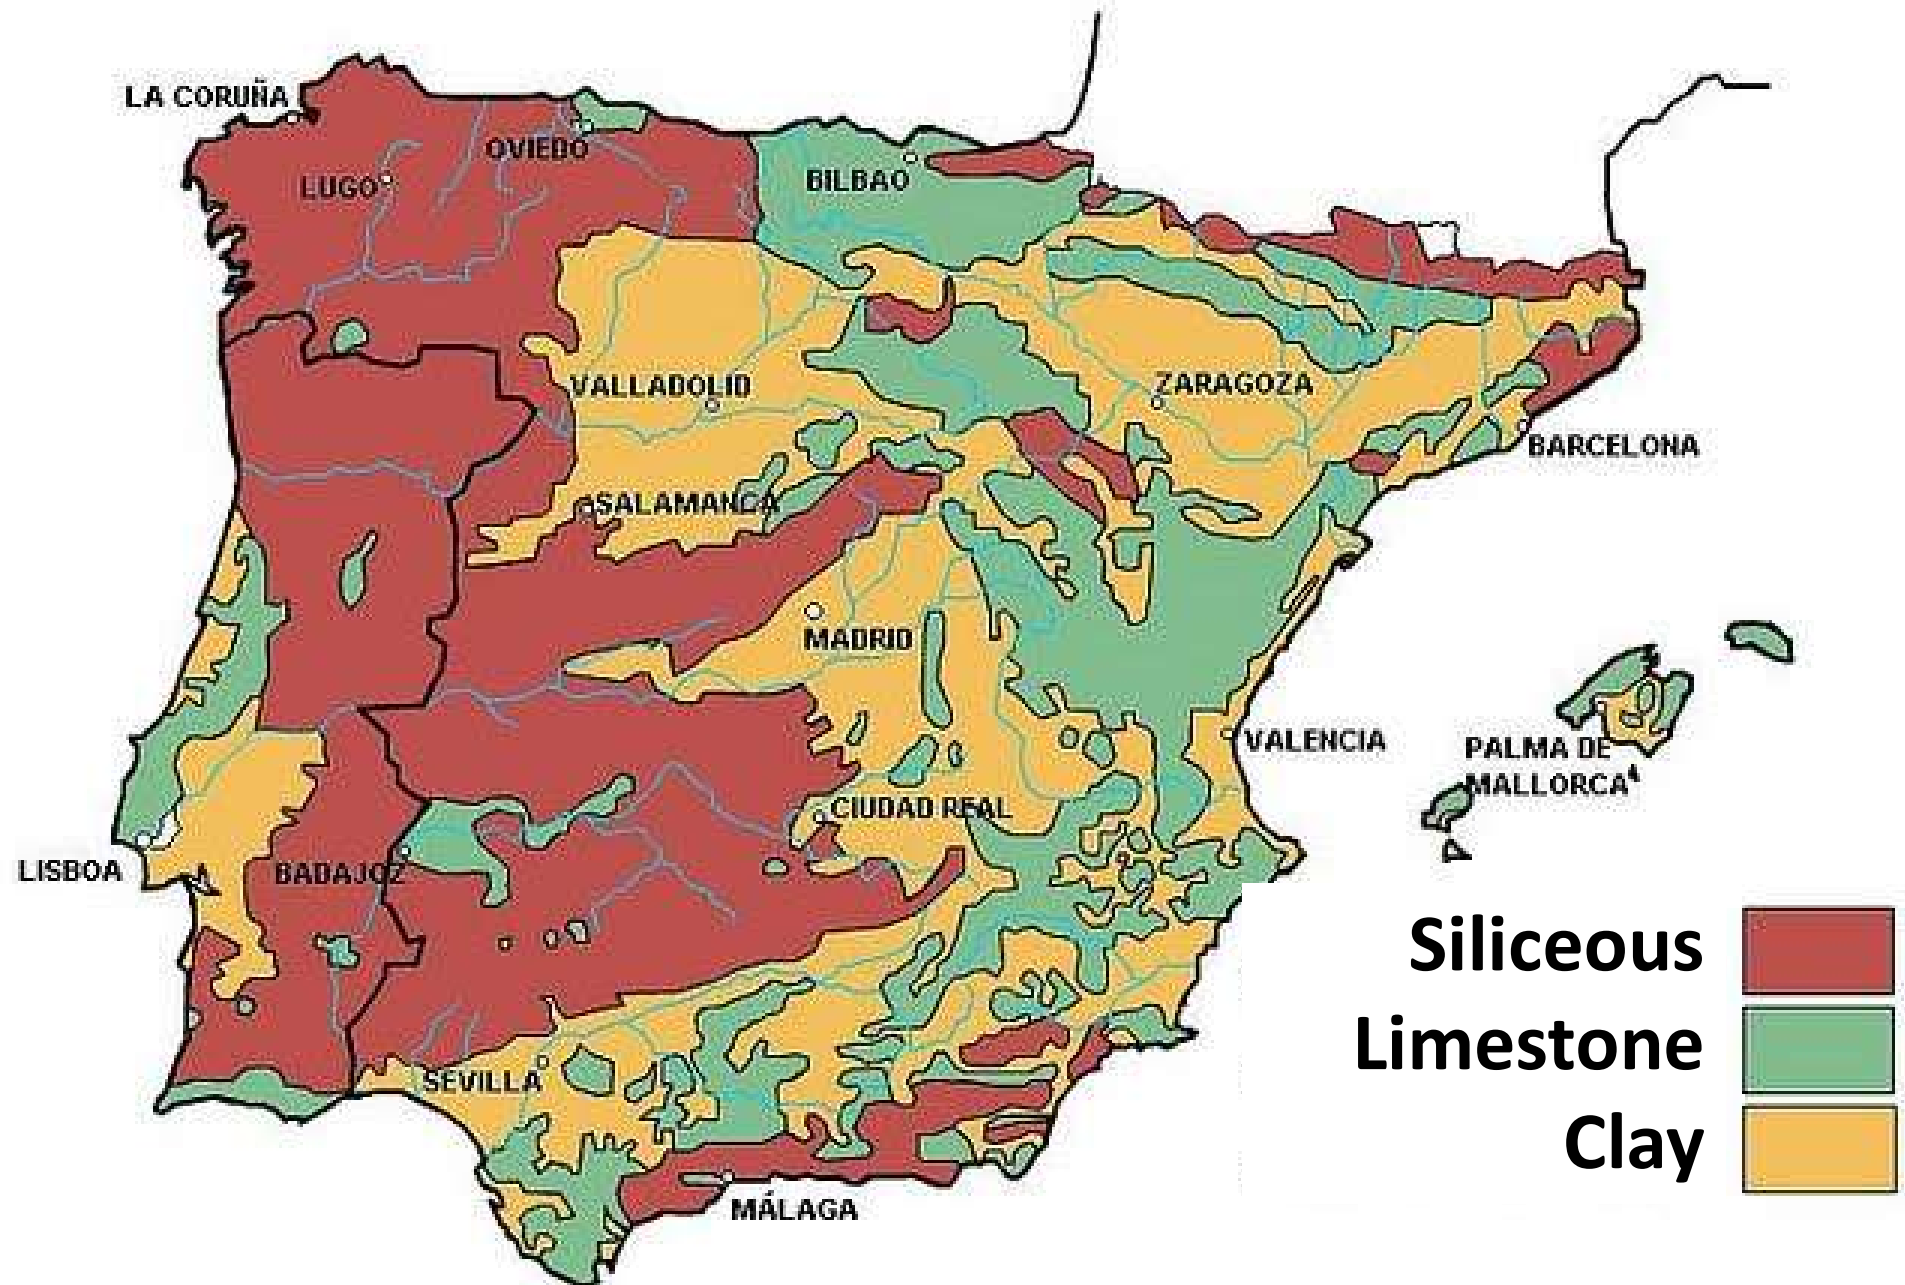 LA CORUÑA
OVIEDO
LUGO
BILBAO
VALLADOLID
ZARAGOZA
BARCELONA
SALAMANCA
MADRID
VALENCIA
PALMA DE
MALLORCA
CIUDAD REAL
LISBOA
BADAJOZ
SEVILLA
MÁLAGA
Siliceous
Limestone
Clay